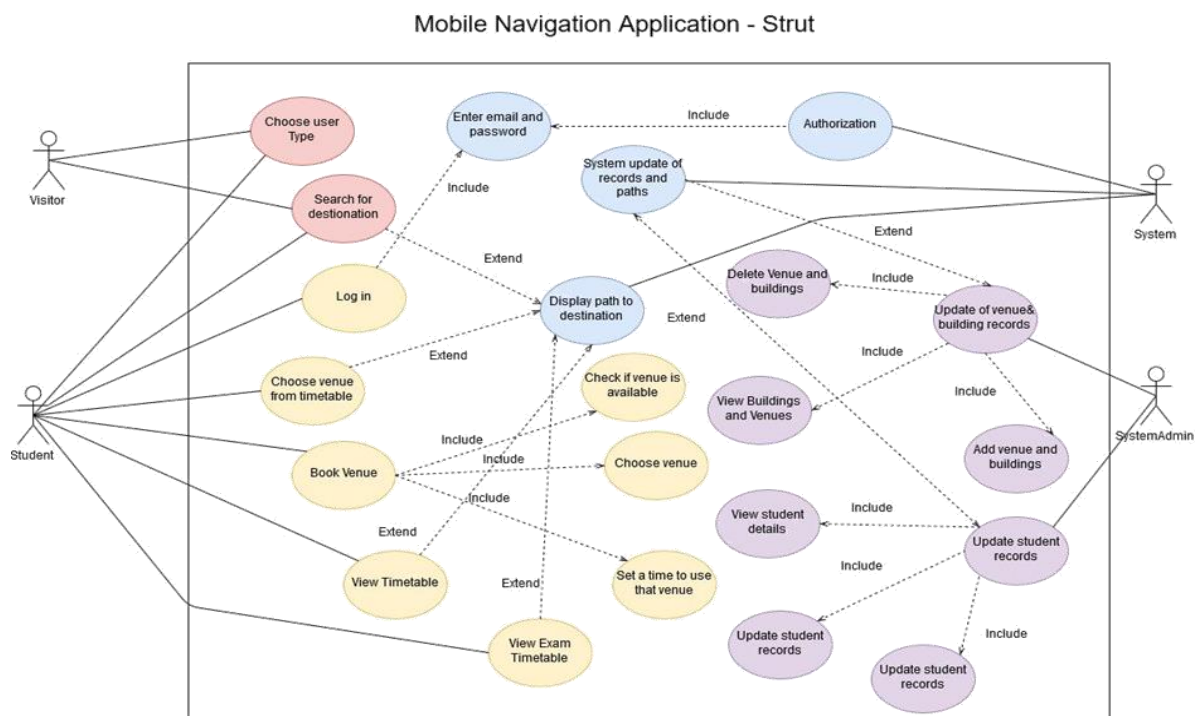 Mobile Navigation Application - Strut
Choose user
Type
Enter email and
password
Include
Authorization
Visitor
System update of
records and
paths
Include
Search for
destionation
System
Extend
Extend
Delete Venue and
buildings
Include
Log in
Display path to
destination
Extend
Update of venue&
building records
Extend
Include
Choose venue
from timetable
Check if venue is
available
Include
View Buildings
and Venues
SystemAdmin
Student
Include
Add venue and
buildings
Include
Choose venue
Book Venue
Include
View student
details
Include
Extend
Update student
records
Include
View Timetable
Extend
Set a time to use
that venue
Include
Update student
records
View Exam
Timetable
Update student
records